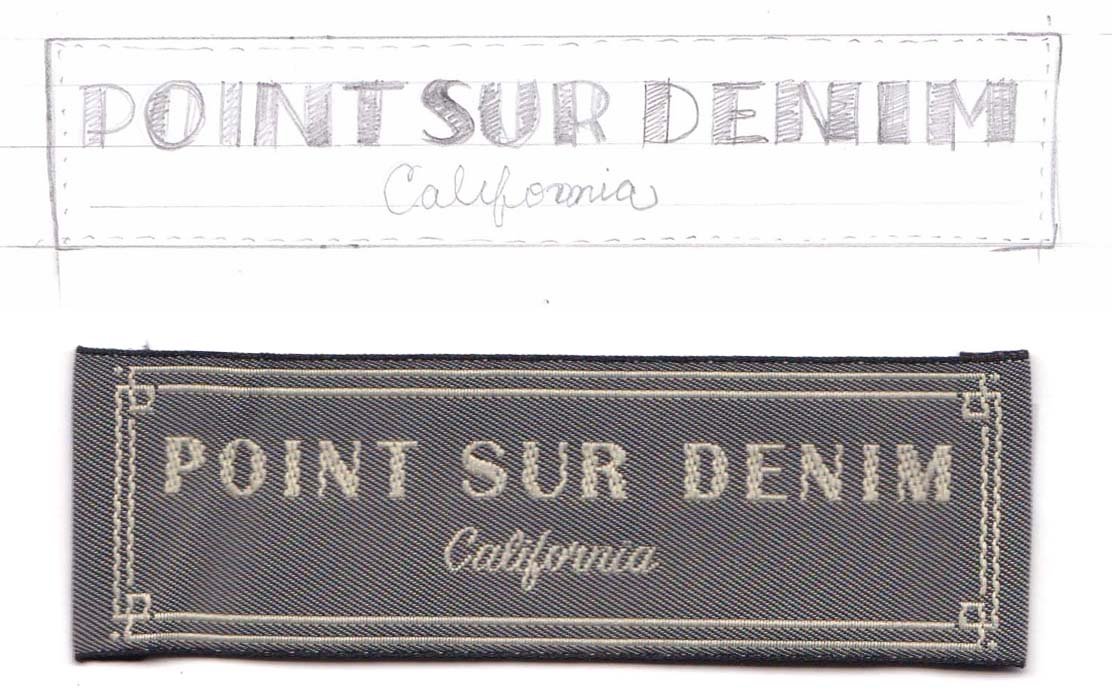 POINT SUR DENIM
California
POINT SUR DENIM
California